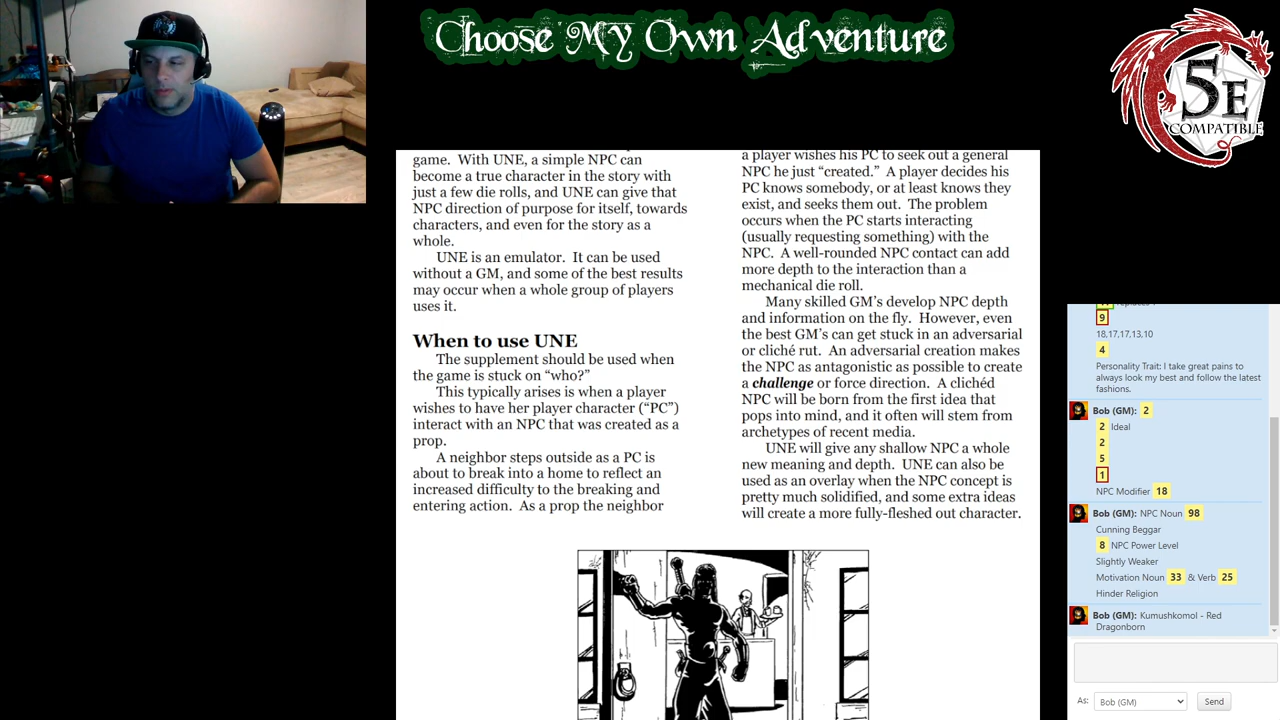 Choose My Own Adventure
5E
COMPATIBLE
game.  With UNE, a simple NPC can
become a true character in the story with
just a few die rolls, and UNE can give that
NPC direction of purpose for itself, towards
characters, and even for the story as a
whole.
UNE is an emulator.  It can be used
without a GM, and some of the best results
may occur when a whole group of players
uses it.
When to use UNE
The supplement should be used when
the game is stuck on “who?”
This typically arises is when a player
wishes to have her player character (“PC”)
interact with an NPC that was created as a
prop.
A neighbor steps outside as a PC is
about to break into a home to reflect an
increased difficulty to the breaking and
entering action.  As a prop the neighbor
a player wishes his PC to seek out a general
NPC he just “created.”  A player decides his
PC knows somebody, or at least knows they
exist, and seeks them out.  The problem
occurs when the PC starts interacting
(usually requesting something) with the
NPC.  A well-rounded NPC contact can add
more depth to the interaction than a
mechanical die roll.
Many skilled GM’s develop NPC depth
and information on the fly.  However, even
the best GM’s can get stuck in an adversarial
or cliché rut.  An adversarial creation makes
the NPC as antagonistic as possible to create
a challenge or force direction.  A clichéd
NPC will be born from the first idea that
pops into mind, and it often will stem from
archetypes of recent media.
UNE will give any shallow NPC a whole
new meaning and depth.  UNE can also be
used as an overlay when the NPC concept is
pretty much solidified, and some extra ideas
will create a more fully-fleshed out character.
9
18,17,17,13,10
4
Personality Trait: I take great pains to
always look my best and follow the latest
fashions.
Bob (GM): 2
2 Ideal
2
5
1
NPC Modifier 18
Bob (GM): NPC Noun 98
Cunning Beggar
8 NPC Power Level
Slightly Weaker
Motivation Noun 33 & Verb 25
Hinder Religion
Bob (GM): Kumushkomol - Red
Dragonborn
As: Bob (GM) Send